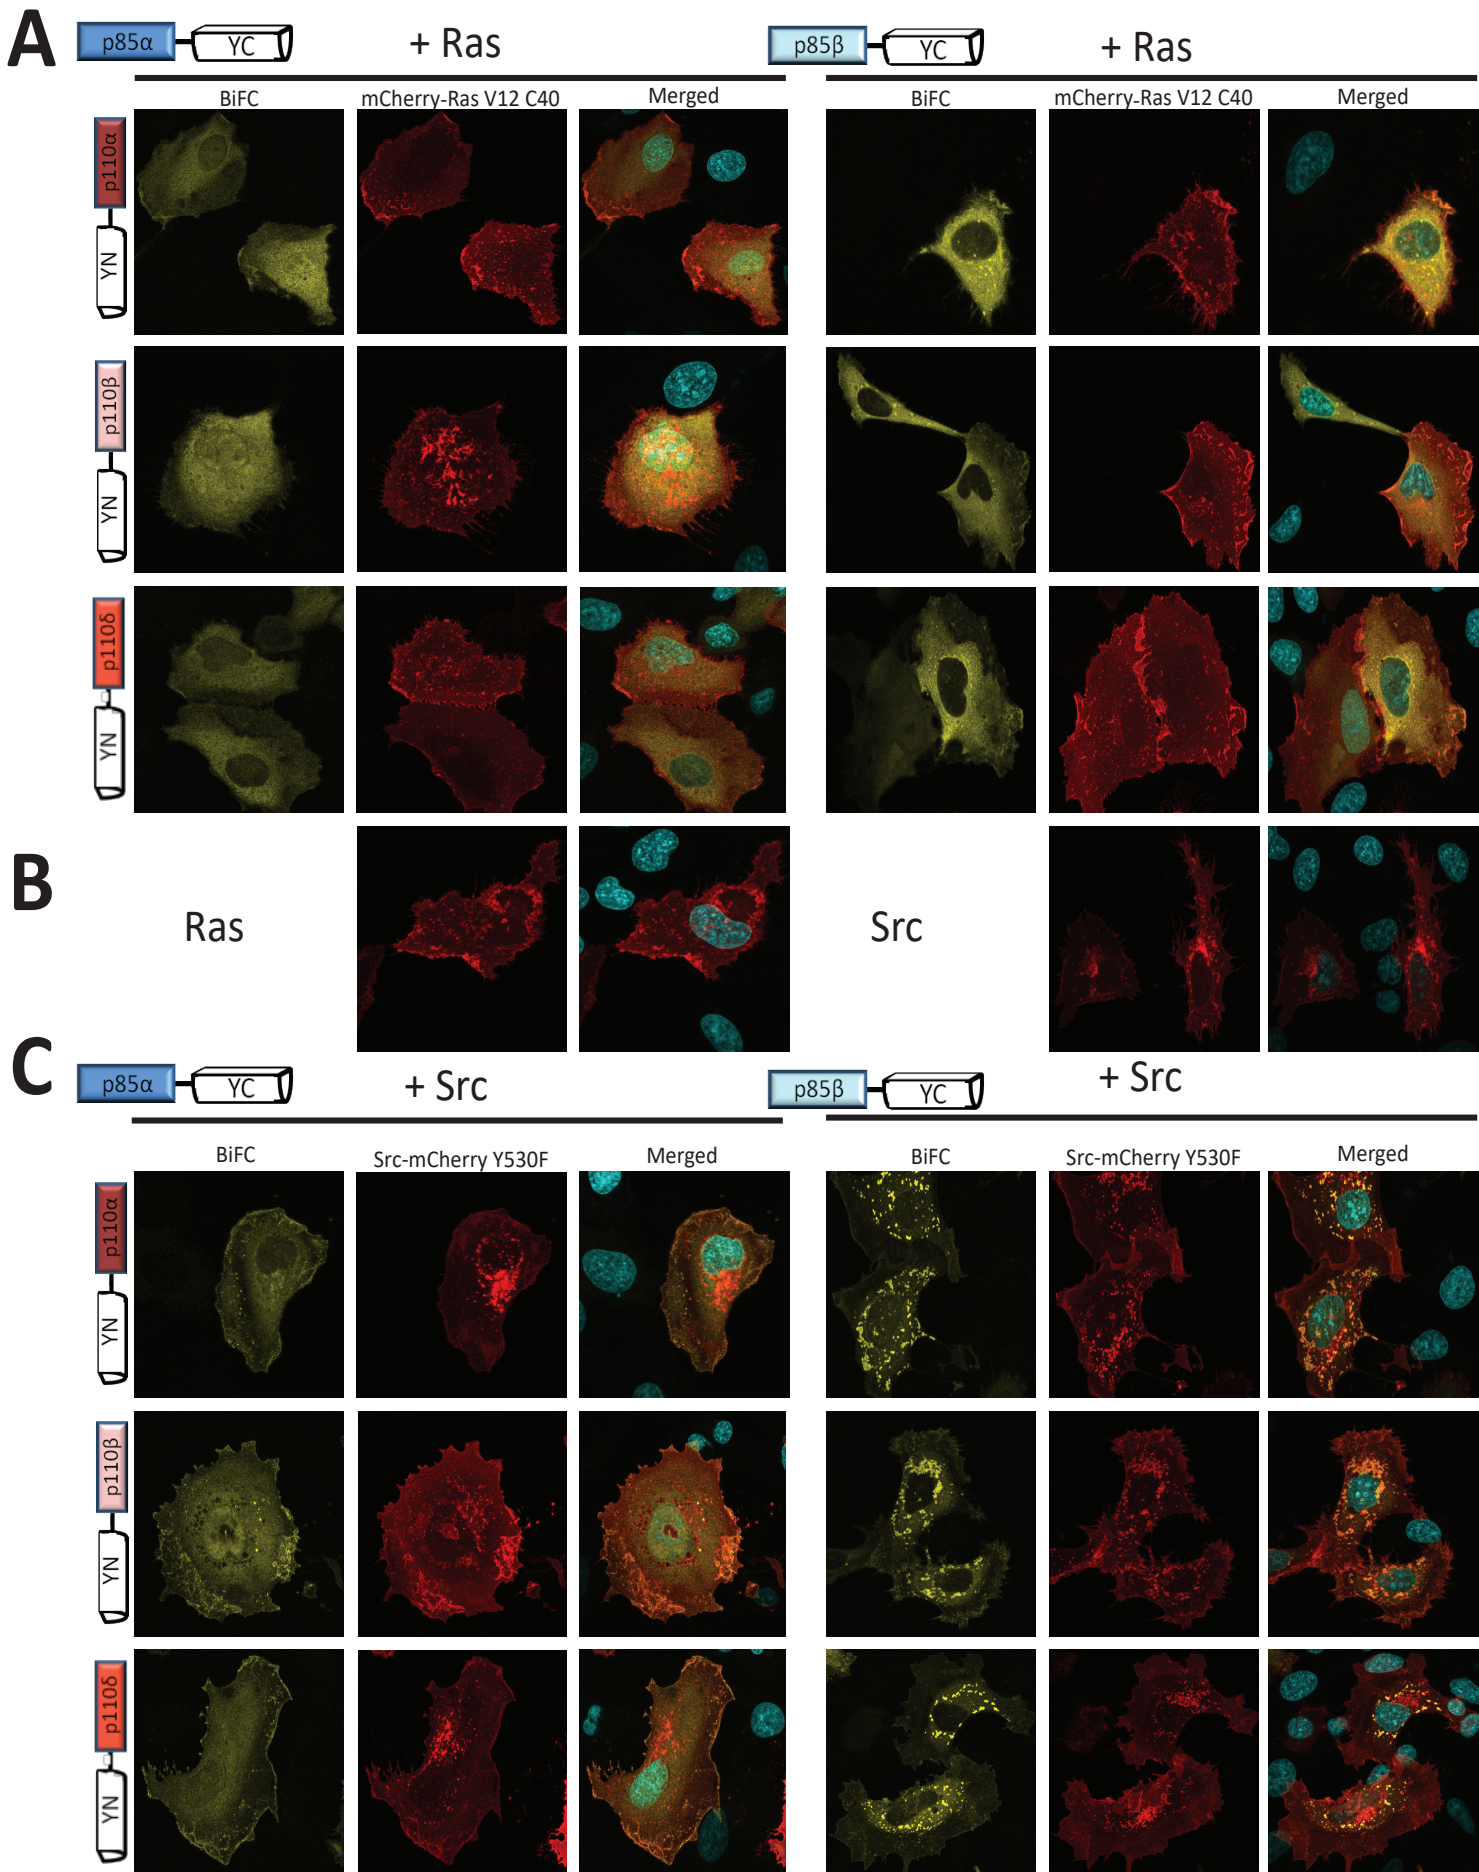 A
p85α
YC
+ Ras
p85β
YC
+ Ras
BiFC
mCherry-Ras V12 C40
Merged
BiFC
mCherry-Ras V12 C40
Merged
p110α
YN
p110β
YN
p110δ
YN
B
Ras
Src
C
p85α
YC
+ Src
p85β
YC
+ Src
BiFC
Src-mCherry Y530F
Merged
BiFC
Src-mCherry Y530F
Merged
p110α
YN
p110β
YN
p110δ
YN